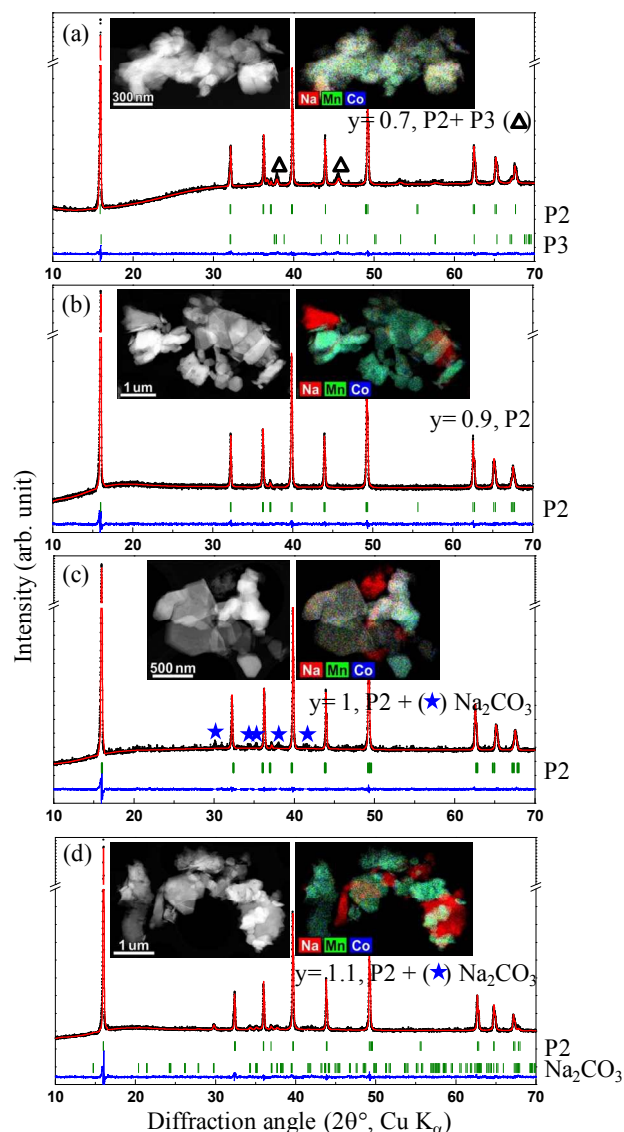 Intensity (arb. unit)
(a)
300 nm
Na Mn Co
y= 0.7, P2+ P3 (△)
P2
P3
10 20 30 40 50 60 70
(b)
1 um
Na Mn Co
y= 0.9, P2
P2
10 20 30 40 50 60 70
(c)
500 nm
Na Mn Co
y= 1, P2 + (★) Na₂CO₃
P2
10 20 30 40 50 60 70
(d)
1 um
Na Mn Co
y= 1.1, P2 + (★) Na₂CO₃
P2
Na₂CO₃
10 20 30 40 50 60 70
Diffraction angle (2θ°, Cu Kα)